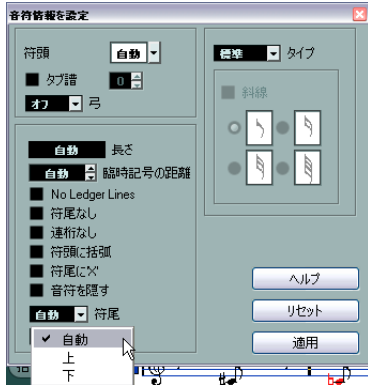 音符情報を設定
符頭 自動
タブ譜 0
オフ 弓
標準 タイプ
斜線
自動 長さ
自動 臨時記号の距離
No Ledger Lines
符尾なし
連桁なし
符頭に括弧
符尾に'X'
音符を隠す
自動 符尾
自動
上
下
ヘルプ
リセット
適用